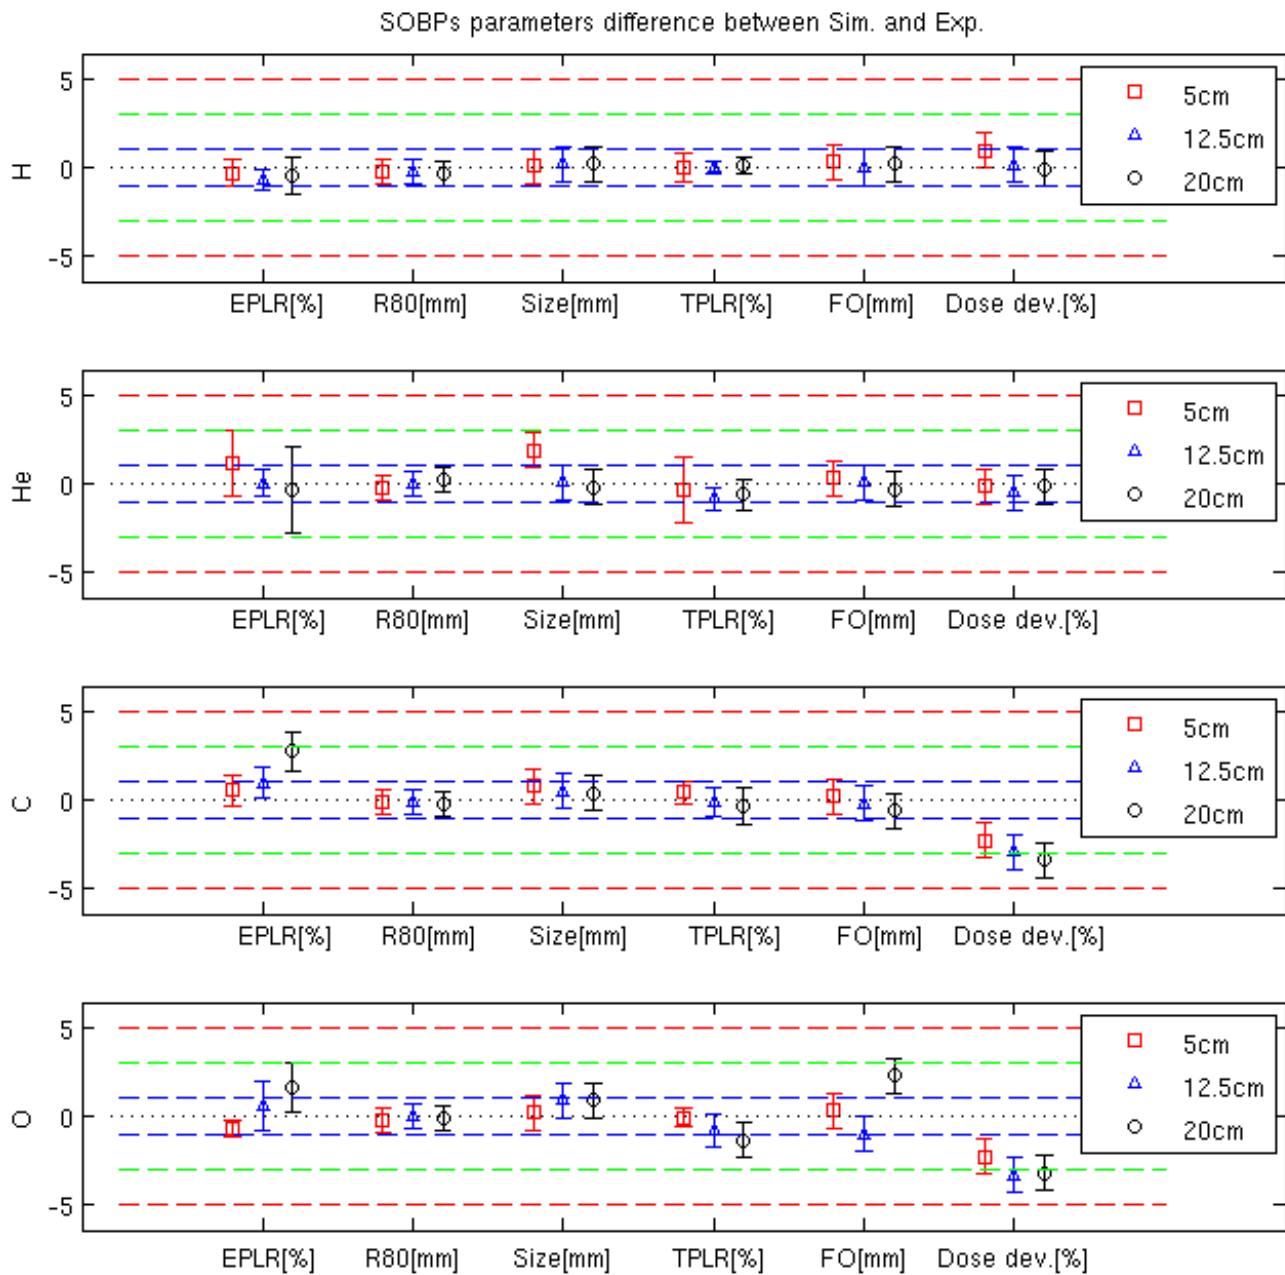 SOBPs parameters difference between Sim. and Exp.
H
5
0
-5
5cm
12.5cm
20cm
EPLR[%] R80[mm] Size[mm] TPLR[%] FO[mm] Dose dev.[%]
He
5
0
-5
5cm
12.5cm
20cm
EPLR[%] R80[mm] Size[mm] TPLR[%] FO[mm] Dose dev.[%]
C
5
0
-5
5cm
12.5cm
20cm
EPLR[%] R80[mm] Size[mm] TPLR[%] FO[mm] Dose dev.[%]
O
5
0
-5
5cm
12.5cm
20cm
EPLR[%] R80[mm] Size[mm] TPLR[%] FO[mm] Dose dev.[%]